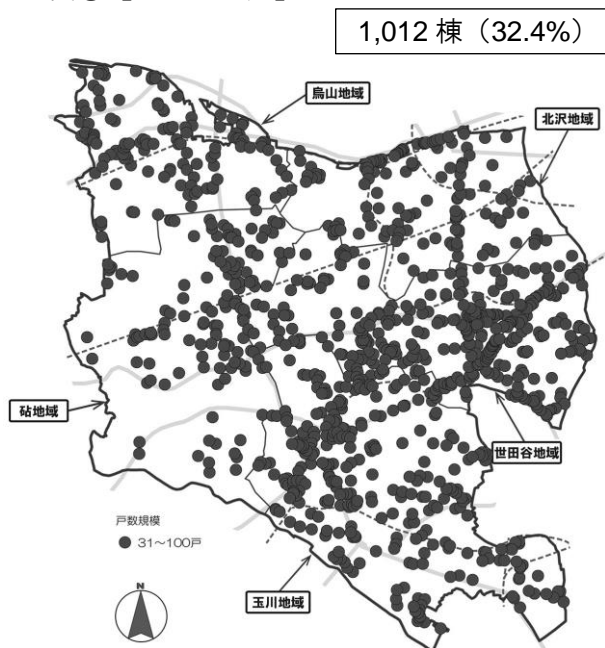 1,012 棟（32.4%）
烏山地域
北沢地域
砧地域
世田谷地域
戸数規模
31～100戸
玉川地域
N